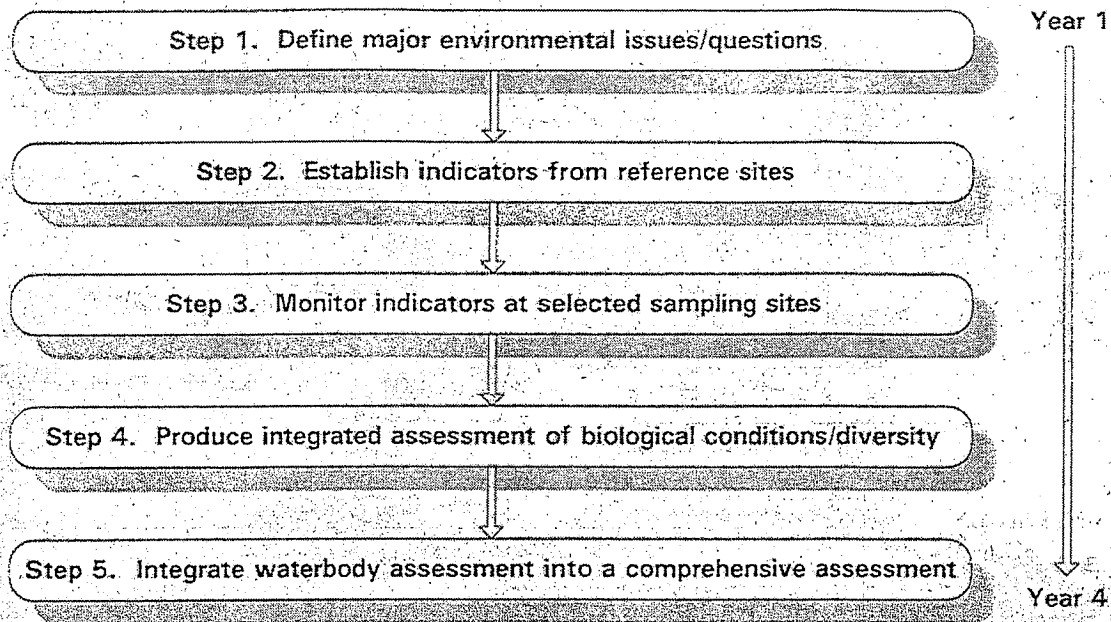 Year 1
Step 1. Define major environmental issues/questions
Step 2. Establish indicators from reference sites
Step 3. Monitor indicators at selected sampling sites
Step 4. Produce integrated assessment of biological conditions/diversity
Step 5. Integrate waterbody assessment into a comprehensive assessment
Year 4